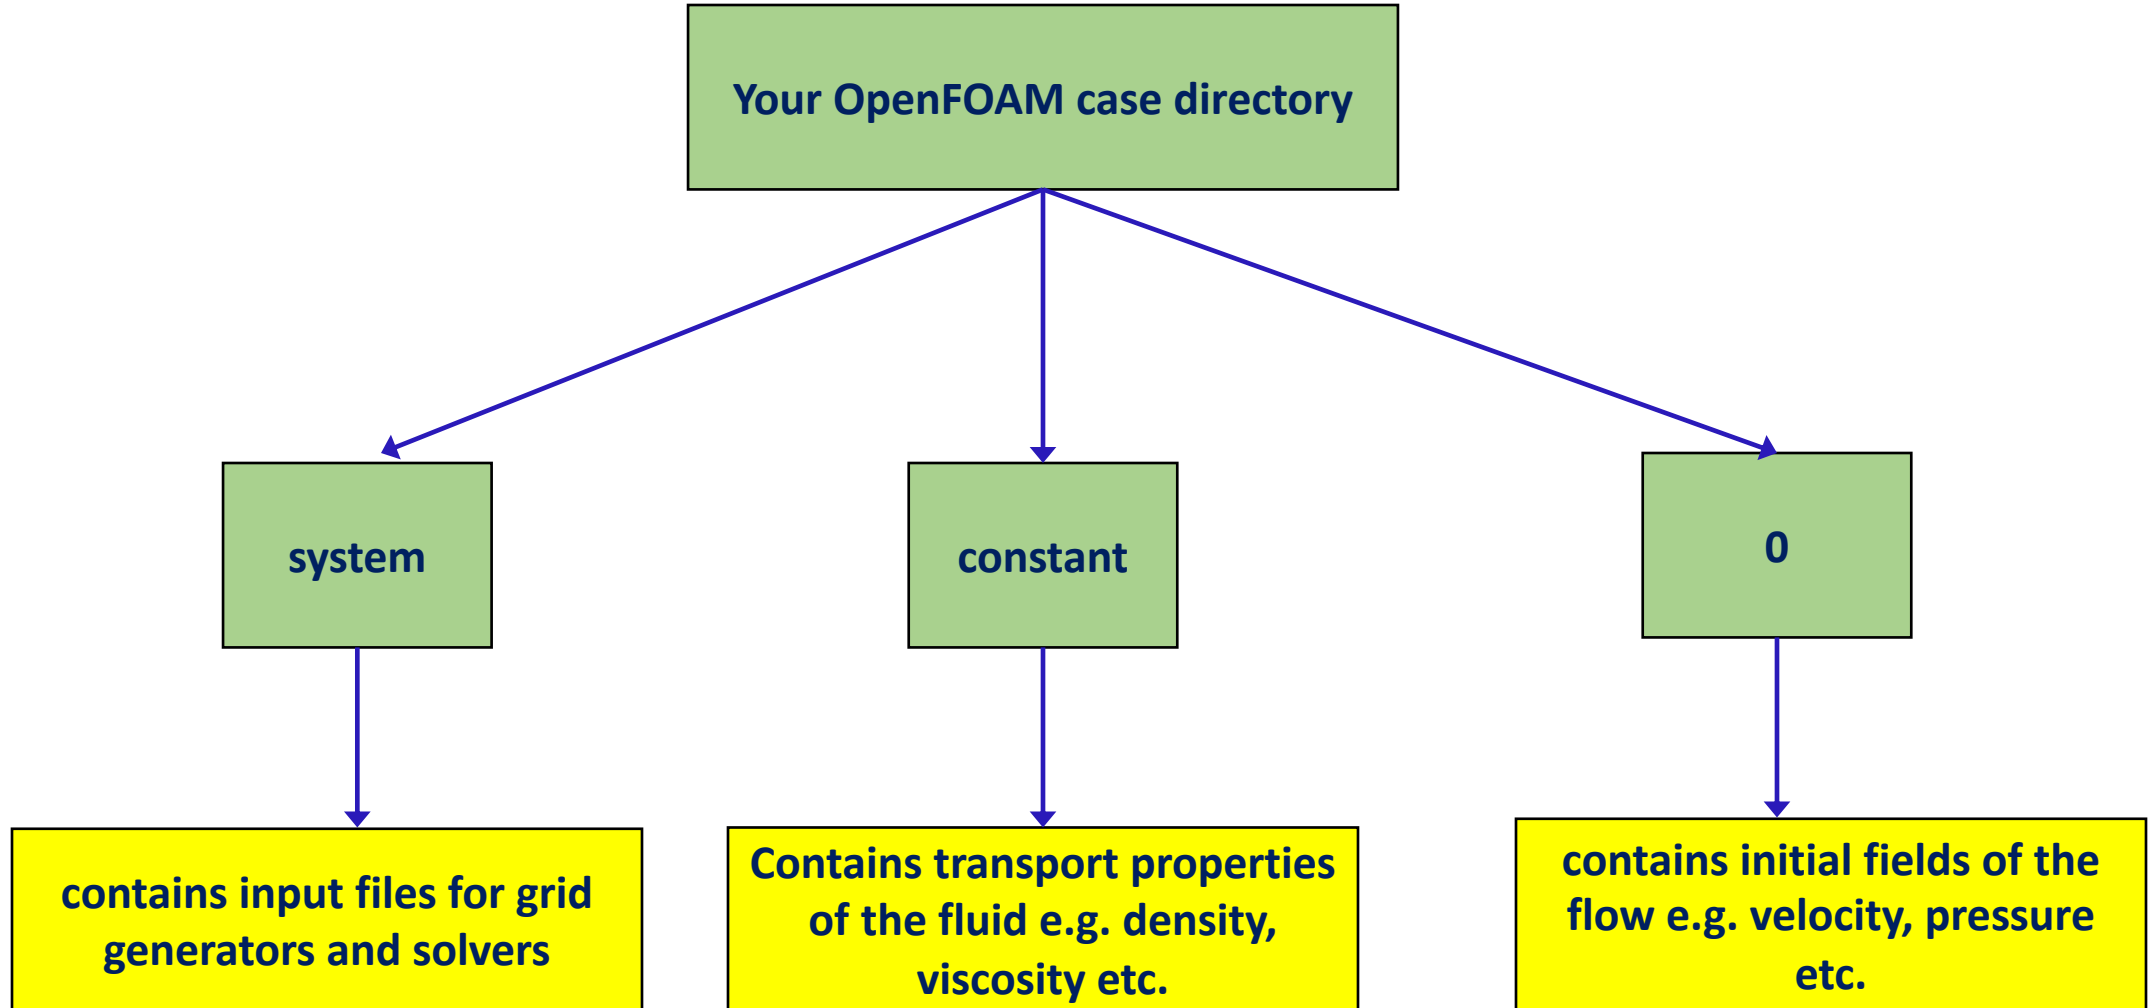 Your OpenFOAM case directory
system
constant
0
contains input files for grid
generators and solvers
Contains transport properties
of the fluid e.g. density,
viscosity etc.
contains initial fields of the
flow e.g. velocity, pressure
etc.